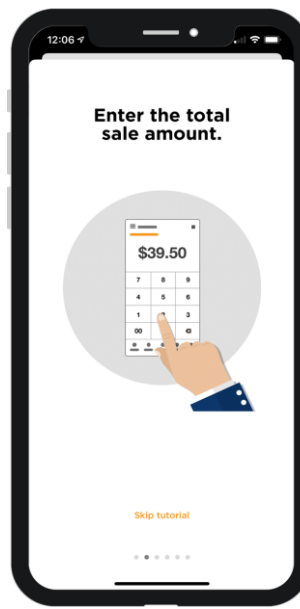 12:06
Enter the total
sale amount.
$39.50
7 8 9
4 5 6
1 3
00
Skip tutorial